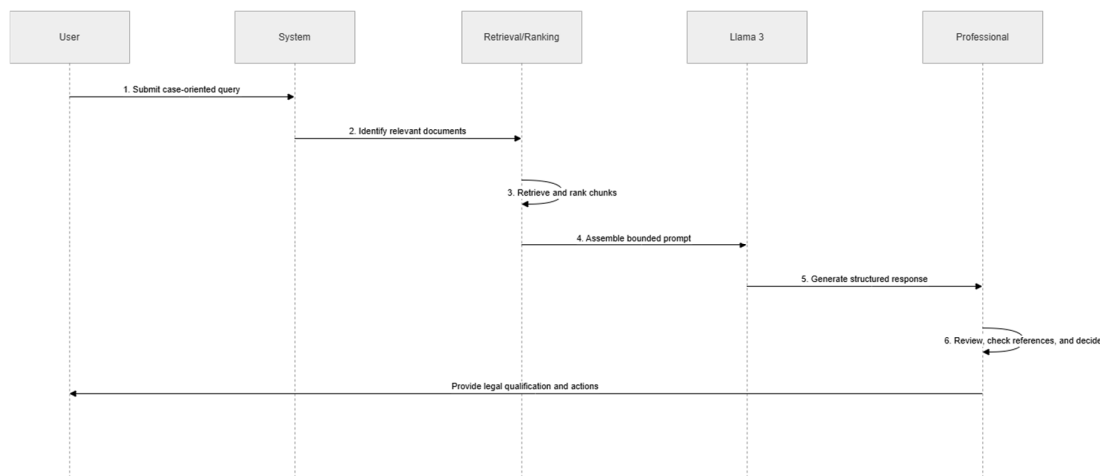 User
System
Retrieval/Ranking
Llama 3
Professional
1. Submit case-oriented query
2. Identify relevant documents
3. Retrieve and rank chunks
4. Assemble bounded prompt
5. Generate structured response
6. Review, check references, and decide
Provide legal qualification and actions